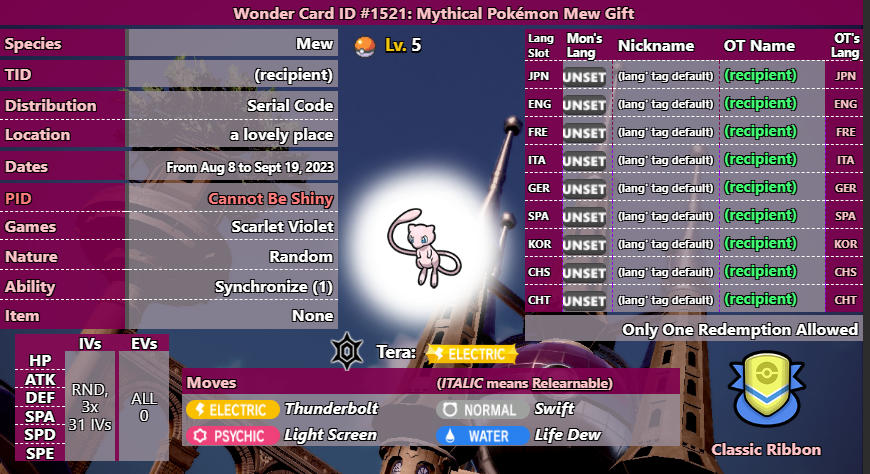 Wonder Card ID #1521: Mythical Pokémon Mew Gift
Species Mew
TID (recipient)
Distribution Serial Code
Location a lovely place
Dates From Aug 8 to Sept 19, 2023
PID Cannot Be Shiny
Games Scarlet Violet
Nature Random
Ability Synchronize (1)
Item None
Lv. 5
Lang Slot Mon's Lang Nickname OT Name OT's Lang
JPN UNSET (lang' tag default) (recipient) JPN
ENG UNSET (lang' tag default) (recipient) ENG
FRE UNSET (lang' tag default) (recipient) FRE
ITA UNSET (lang' tag default) (recipient) ITA
GER UNSET (lang' tag default) (recipient) GER
SPA UNSET (lang' tag default) (recipient) SPA
KOR UNSET (lang' tag default) (recipient) KOR
CHS UNSET (lang' tag default) (recipient) CHS
CHT UNSET (lang' tag default) (recipient) CHT
Only One Redemption Allowed
IVs EVs
HP
ATK
DEF
SPA
SPD
SPE
RND,
3x
31 IVs
ALL
0
Tera: ELECTRIC
Moves (ITALIC means Relearnable)
ELECTRIC Thunderbolt NORMAL Swift
PSYCHIC Light Screen WATER Life Dew
Classic Ribbon